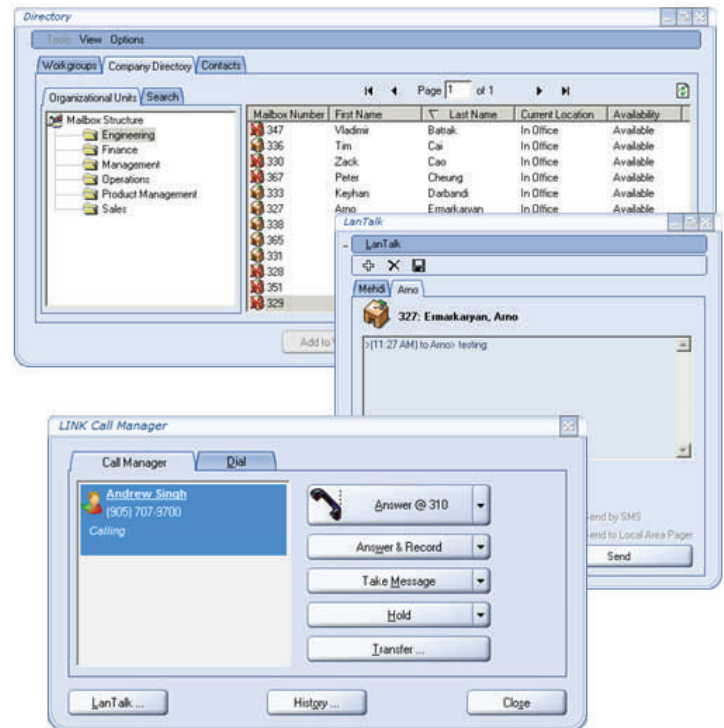 Directory
Tools View Options
Workgroups Company Directory Contacts
Page 1 of 1
Organizational Units Search
Mailbox Number First Name Last Name Current Location Availability
Mailbox Structure
Engineering
Finance
Management
Operations
Product Management
Sales
347 Vladimir Batrak In Office Available
336 Tim Cai In Office Available
330 Zack Cao In Office Available
367 Peter Cheung In Office Available
333 Keyhan Darbandi In Office Available
327 Arno Ermarkaryan In Office Available
338
365
331
328
351
329
Add to
LanTalk
LanTalk
Mehdi Arno
327: Ermarkaryan, Arno
>(11:27 AM) to Arno> testing
end by SMS
end to Local Area Pager
Send
LINK Call Manager
Call Manager Dial
Andrew Singh
(905) 707-9700
Calling
Answer @ 310
Answer & Record
Take Message
Hold
Transfer ...
LanTalk ... History ... Close